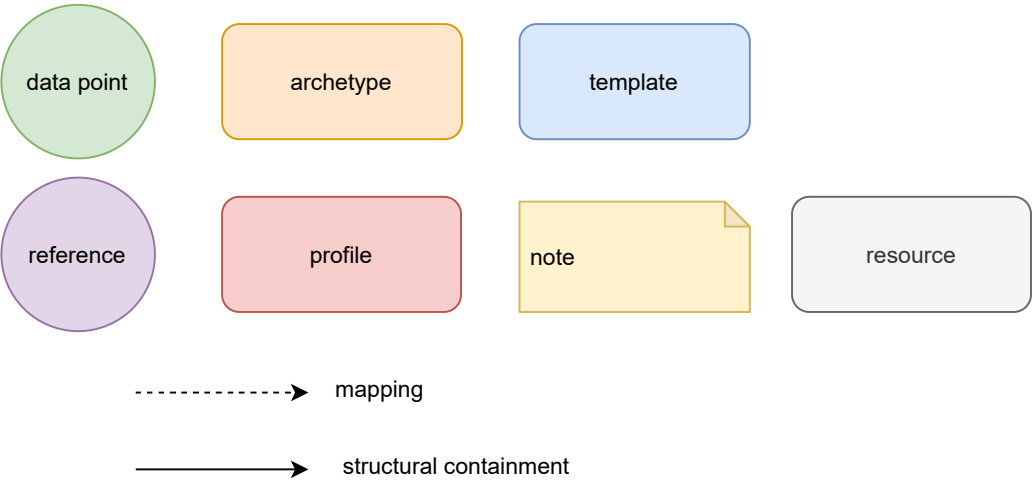 data point
archetype
template
reference
profile
note
resource
mapping
structural containment